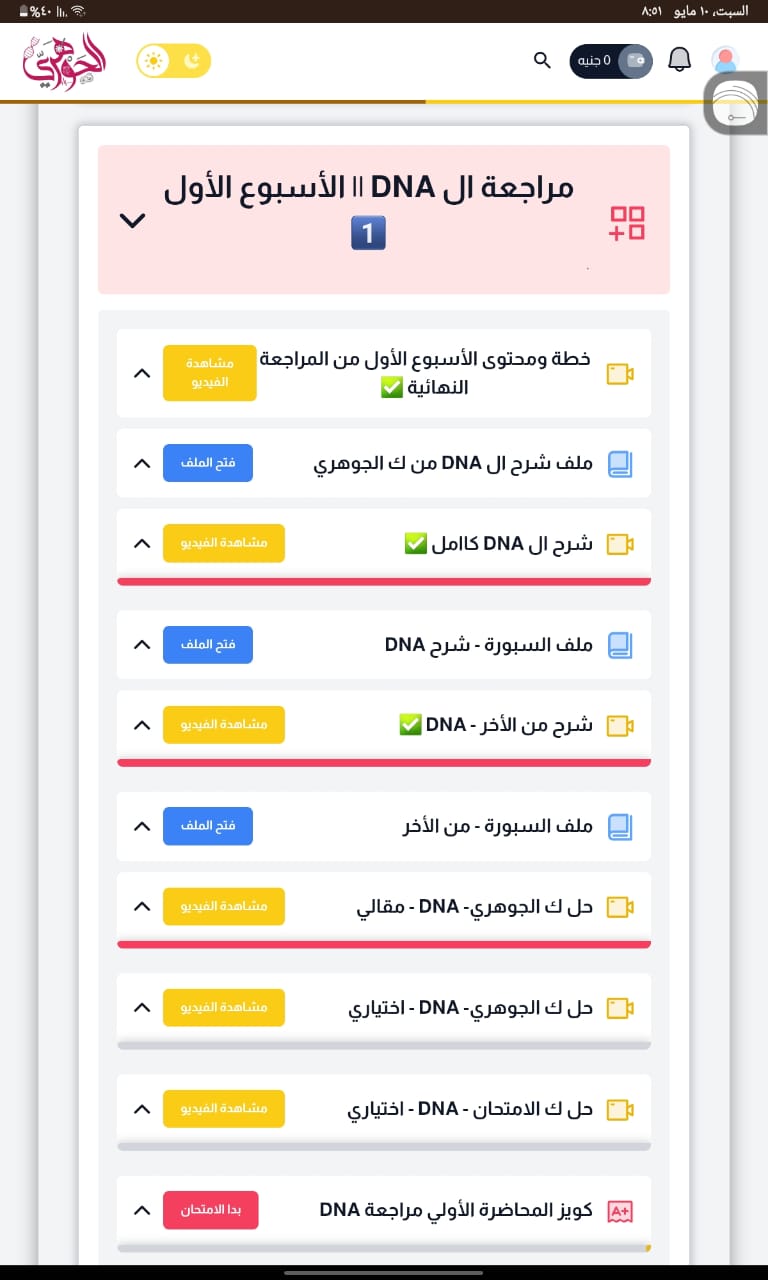 السبت، ١٠ مايو ٨:٥١
%٤٠
الجوهري
0 جنيه
مراجعة ال DNA || الأسبوع الأول
1
خطة ومحتوى الأسبوع الأول من المراجعة
النهائية ✅
مشاهدة
الفيديو
ملف شرح ال DNA من ك الجوهري
فتح الملف
شرح ال DNA كاامل ✅
مشاهدة الفيديو
ملف السبورة - شرح DNA
فتح الملف
شرح من الأخر - DNA ✅
مشاهدة الفيديو
ملف السبورة - من الأخر
فتح الملف
حل ك الجوهري- DNA - مقالي
مشاهدة الفيديو
حل ك الجوهري- DNA - اختياري
مشاهدة الفيديو
حل ك الامتحان - DNA - اختياري
مشاهدة الفيديو
A+
كويز المحاضرة الأولي مراجعة DNA
بدا الامتحان